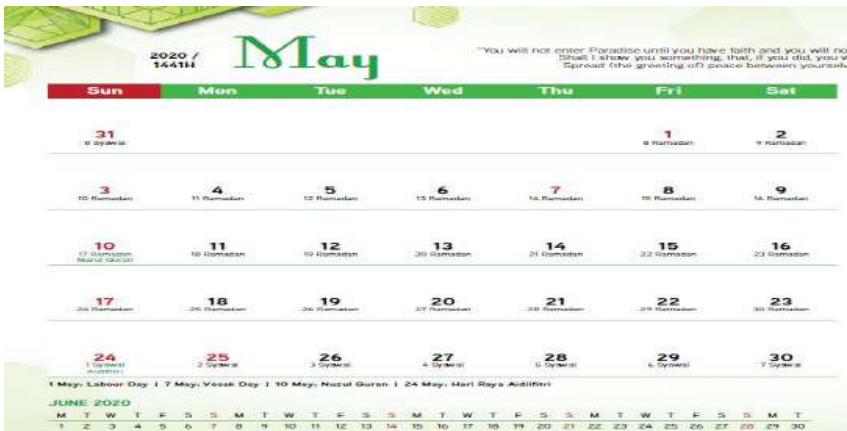 2020 /
1441H
May
"You will not enter Paradise until you have faith and you will no
Shall I show you something, that, if you did, you w
Spread (the greeting of) peace between yoursel
Sun Mon Tue Wed Thu Fri Sat
31 1 2
8 Syawal 8 Ramadan 9 Ramadan
3 4 5 6 7 8 9
10 Ramadan 11 Ramadan 12 Ramadan 13 Ramadan 14 Ramadan 15 Ramadan 16 Ramadan
10 11 12 13 14 15 16
17 Ramadan 18 Ramadan 19 Ramadan 20 Ramadan 21 Ramadan 22 Ramadan 23 Ramadan
Nuzul Quran
17 18 19 20 21 22 23
24 Ramadan 25 Ramadan 26 Ramadan 27 Ramadan 28 Ramadan 29 Ramadan 30 Ramadan
24 25 26 27 28 29 30
1 Syawal 2 Syawal 3 Syawal 4 Syawal 5 Syawal 6 Syawal 7 Syawal
Aidilfitri
1 May: Labour Day | 7 May: Vesak Day | 10 May: Nuzul Quran | 24 May: Hari Raya Aidilfitri
JUNE 2020
M T W T F S S M T W T F S S M T W T F S S M T W T F S S M T
1 2 3 4 5 6 7 8 9 10 11 12 13 14 15 16 17 18 19 20 21 22 23 24 25 26 27 28 29 30